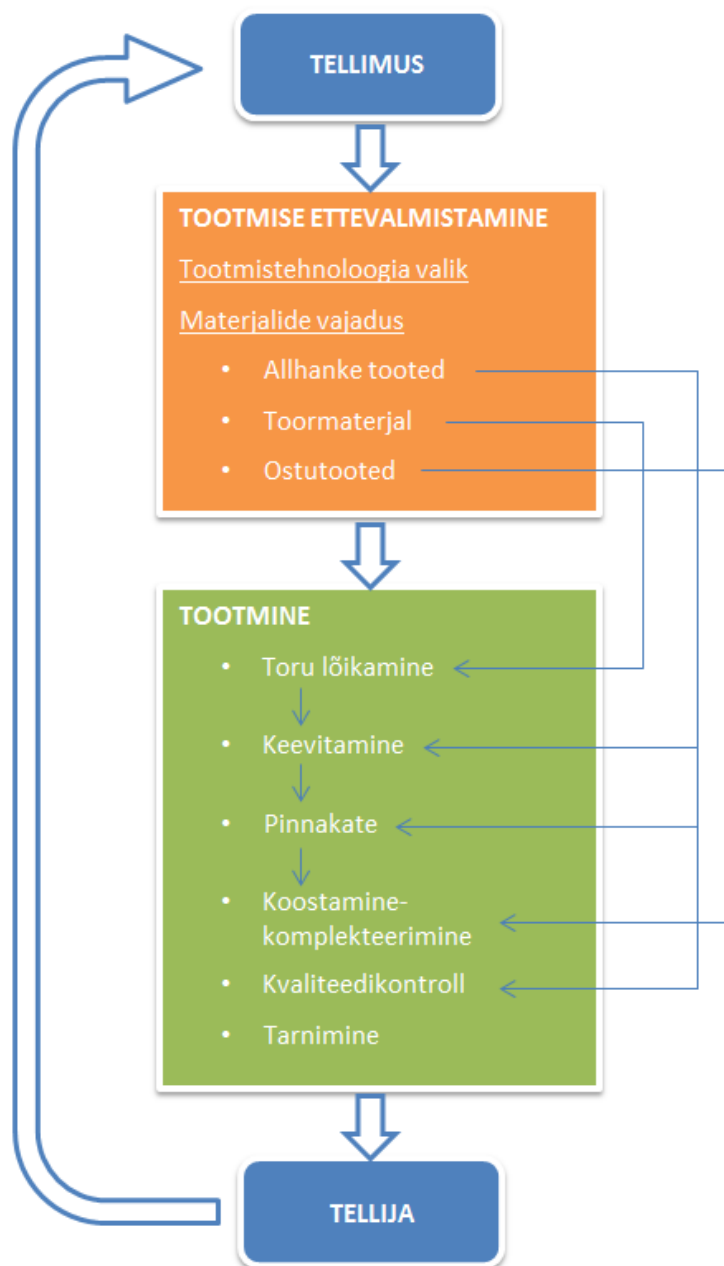 TELLIMUS
TOOTMISE ETTEVALMISTAMINE
Tootmistehnoloogia valik
Materjalide vajadus
• Allhanke tooted
• Toormaterjal
• Ostutooted
TOOTMINE
• Toru lõikamine
• Keevitamine
• Pinnakate
• Koostamine-
komplekteerimine
• Kvaliteedikontroll
• Tarnimine
TELLIJA